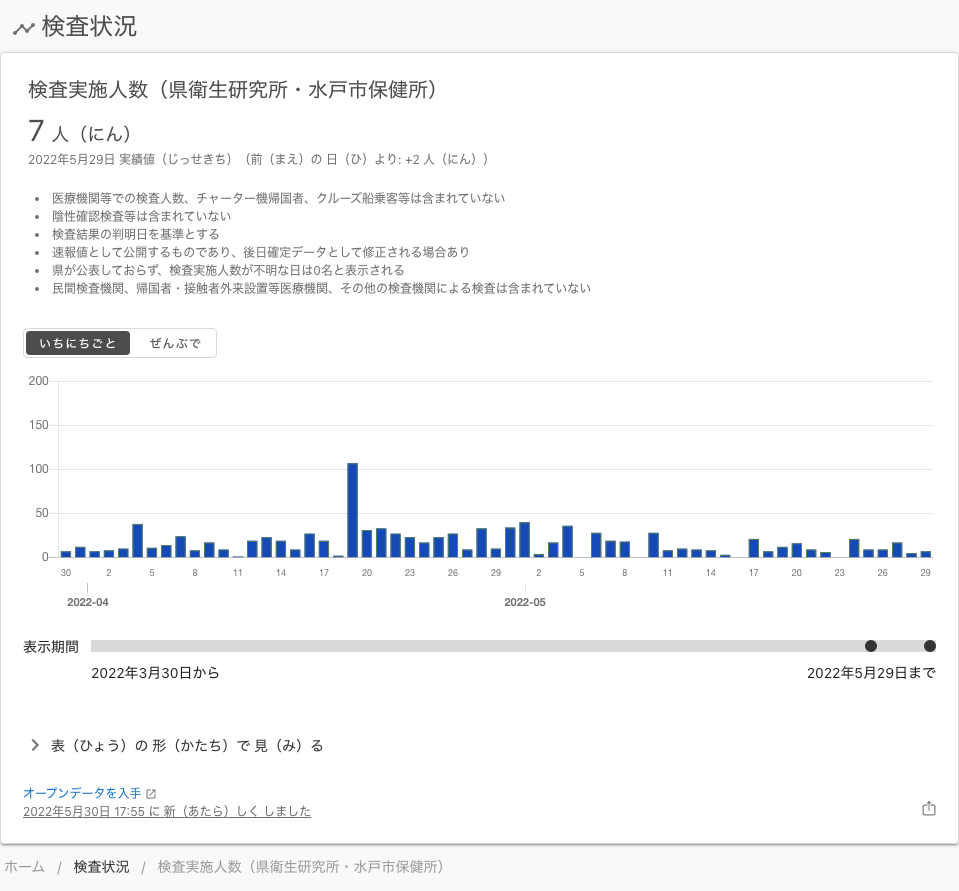 検査状況
検査実施人数（県衛生研究所・水戸市保健所）
7 人（にん）
2022年5月29日 実績値（じっせきち）（前（まえ）の 日（ひ）より: +2 人（にん））
• 医療機関等での検査人数、チャーター機帰国者、クルーズ船乗客等は含まれていない
• 陰性確認検査等は含まれていない
• 検査結果の判明日を基準とする
• 速報値として公開するものであり、後日確定データとして修正される場合あり
• 県が公表しておらず、検査実施人数が不明な日は0名と表示される
• 民間検査機関、帰国者・接触者外来設置等医療機関、その他の検査機関による検査は含まれていない
いちにちごと ぜんぶで
200
150
100
50
0
30 2 5 8 11 14 17 20 23 26 29 2 5 8 11 14 17 20 23 26 29
2022-04 2022-05
表示期間
2022年3月30日から 2022年5月29日まで
表（ひょう）の 形（かたち）で 見（み）る
オープンデータを入手
2022年5月30日 17:55 に 新（あたら）しく しました
ホーム / 検査状況 / 検査実施人数（県衛生研究所・水戸市保健所）